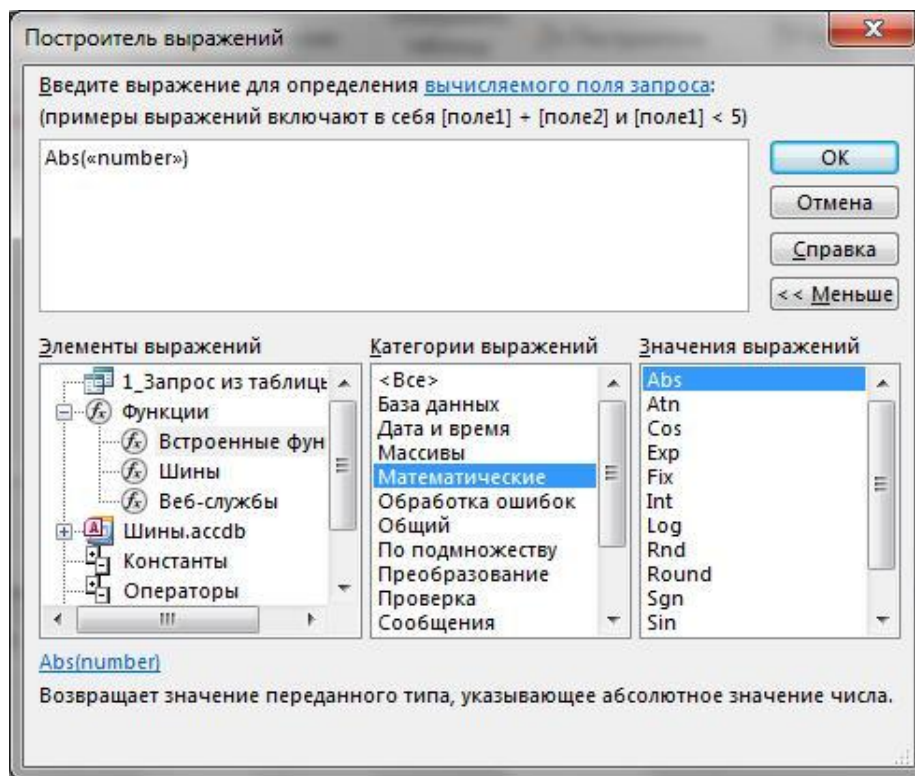 Построитель выражений
Введите выражение для определения вычисляемого поля запроса:
(примеры выражений включают в себя [поле1] + [поле2] и [поле1] < 5)
Abs(«number»)
OK
Отмена
Справка
<< Меньше
Элементы выражений
1_Запрос из таблицы
Функции
Встроенные фун
Шины
Веб-службы
Шины.accdb
Константы
Операторы
Категории выражений
<Все>
База данных
Дата и время
Массивы
Математические
Обработка ошибок
Общий
По подмножеству
Преобразование
Проверка
Сообщения
Значения выражений
Abs
Atn
Cos
Exp
Fix
Int
Log
Rnd
Round
Sgn
Sin
Abs(number)
Возвращает значение переданного типа, указывающее абсолютное значение числа.